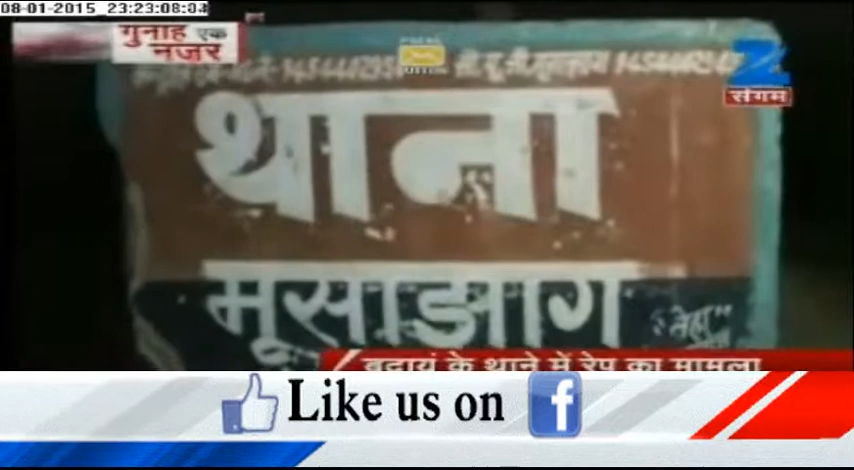 08-01-2015 23:23:08:04
गुनाह एक
नजर
थाना
संगम
मूसाझाग
बदायूं के थाने में रेप का मामला
Like us on